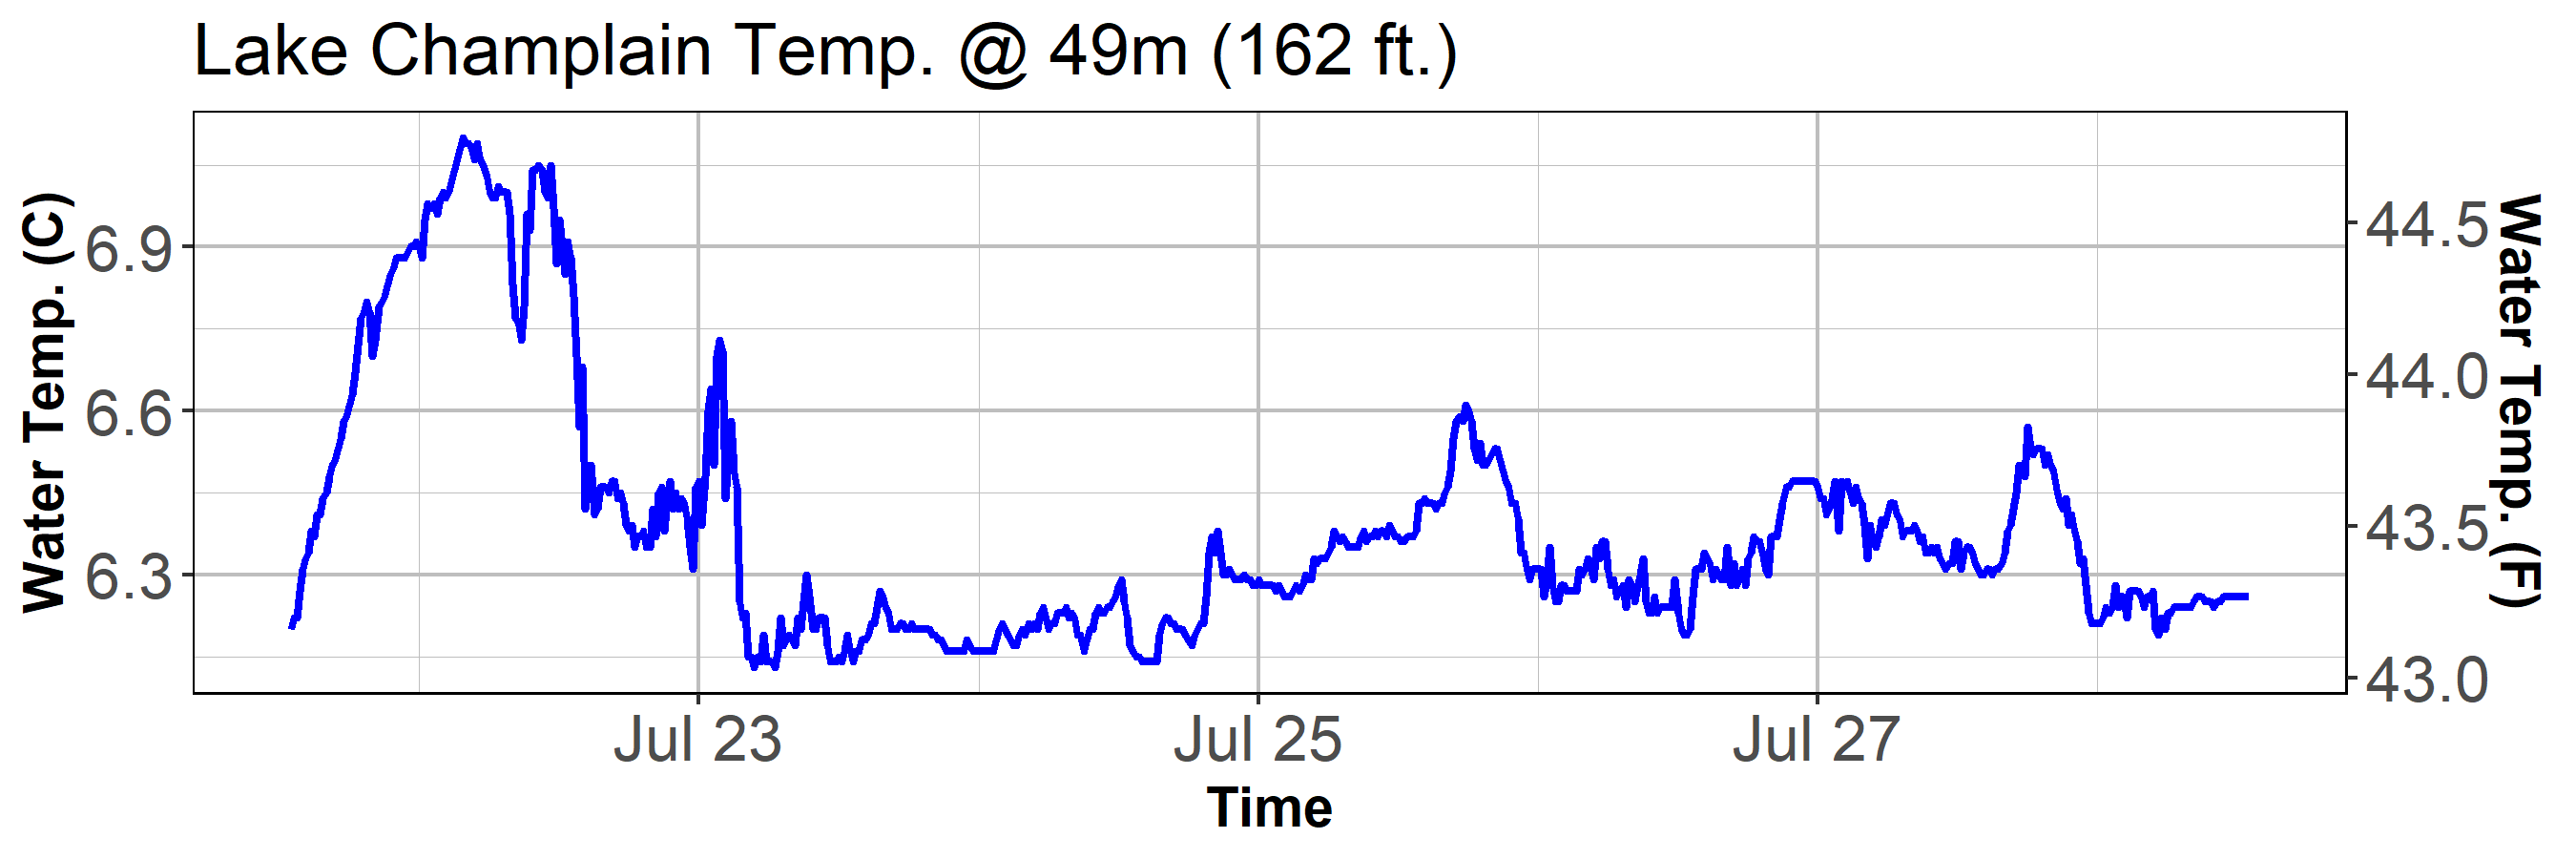 Lake Champlain Temp. @ 49m (162 ft.)
Water Temp. (C)
6.9
6.6
6.3
44.5
44.0
43.5
43.0
Water Temp. (F)
Jul 23 Jul 25 Jul 27
Time